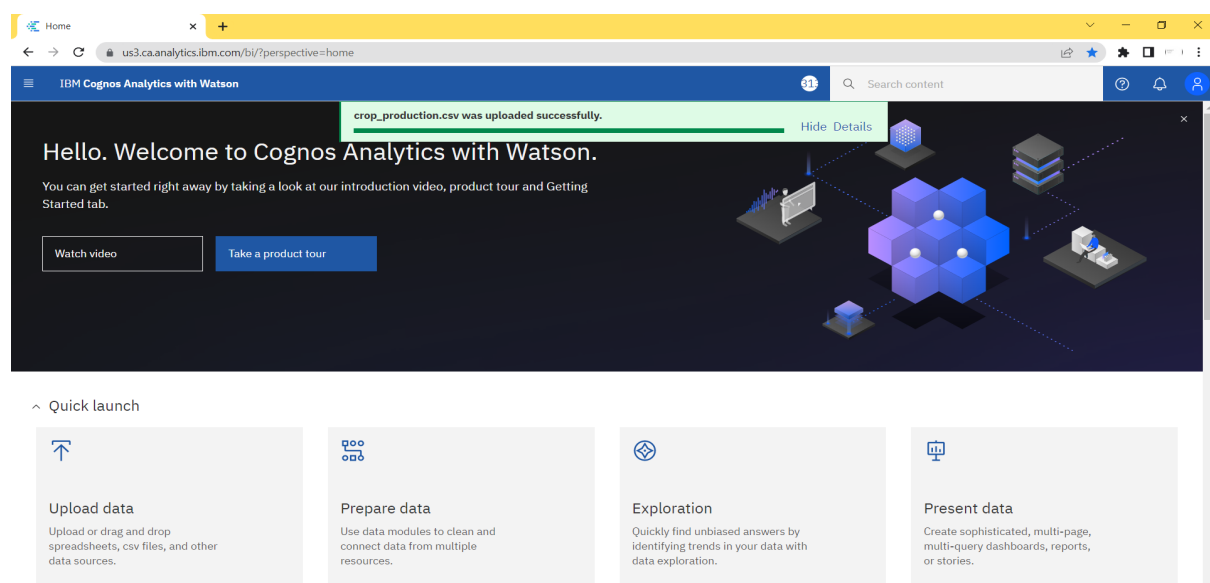 Home
us3.ca.analytics.ibm.com/bi/?perspective=home
IBM Cognos Analytics with Watson
Search content
crop_production.csv was uploaded successfully.
Hide Details
Hello. Welcome to Cognos Analytics with Watson.
You can get started right away by taking a look at our introduction video, product tour and Getting
Started tab.
Watch video
Take a product tour
Quick launch
Upload data
Upload or drag and drop
spreadsheets, csv files, and other
data sources.
Prepare data
Use data modules to clean and
connect data from multiple
resources.
Exploration
Quickly find unbiased answers by
identifying trends in your data with
data exploration.
Present data
Create sophisticated, multi-page,
multi-query dashboards, reports,
or stories.